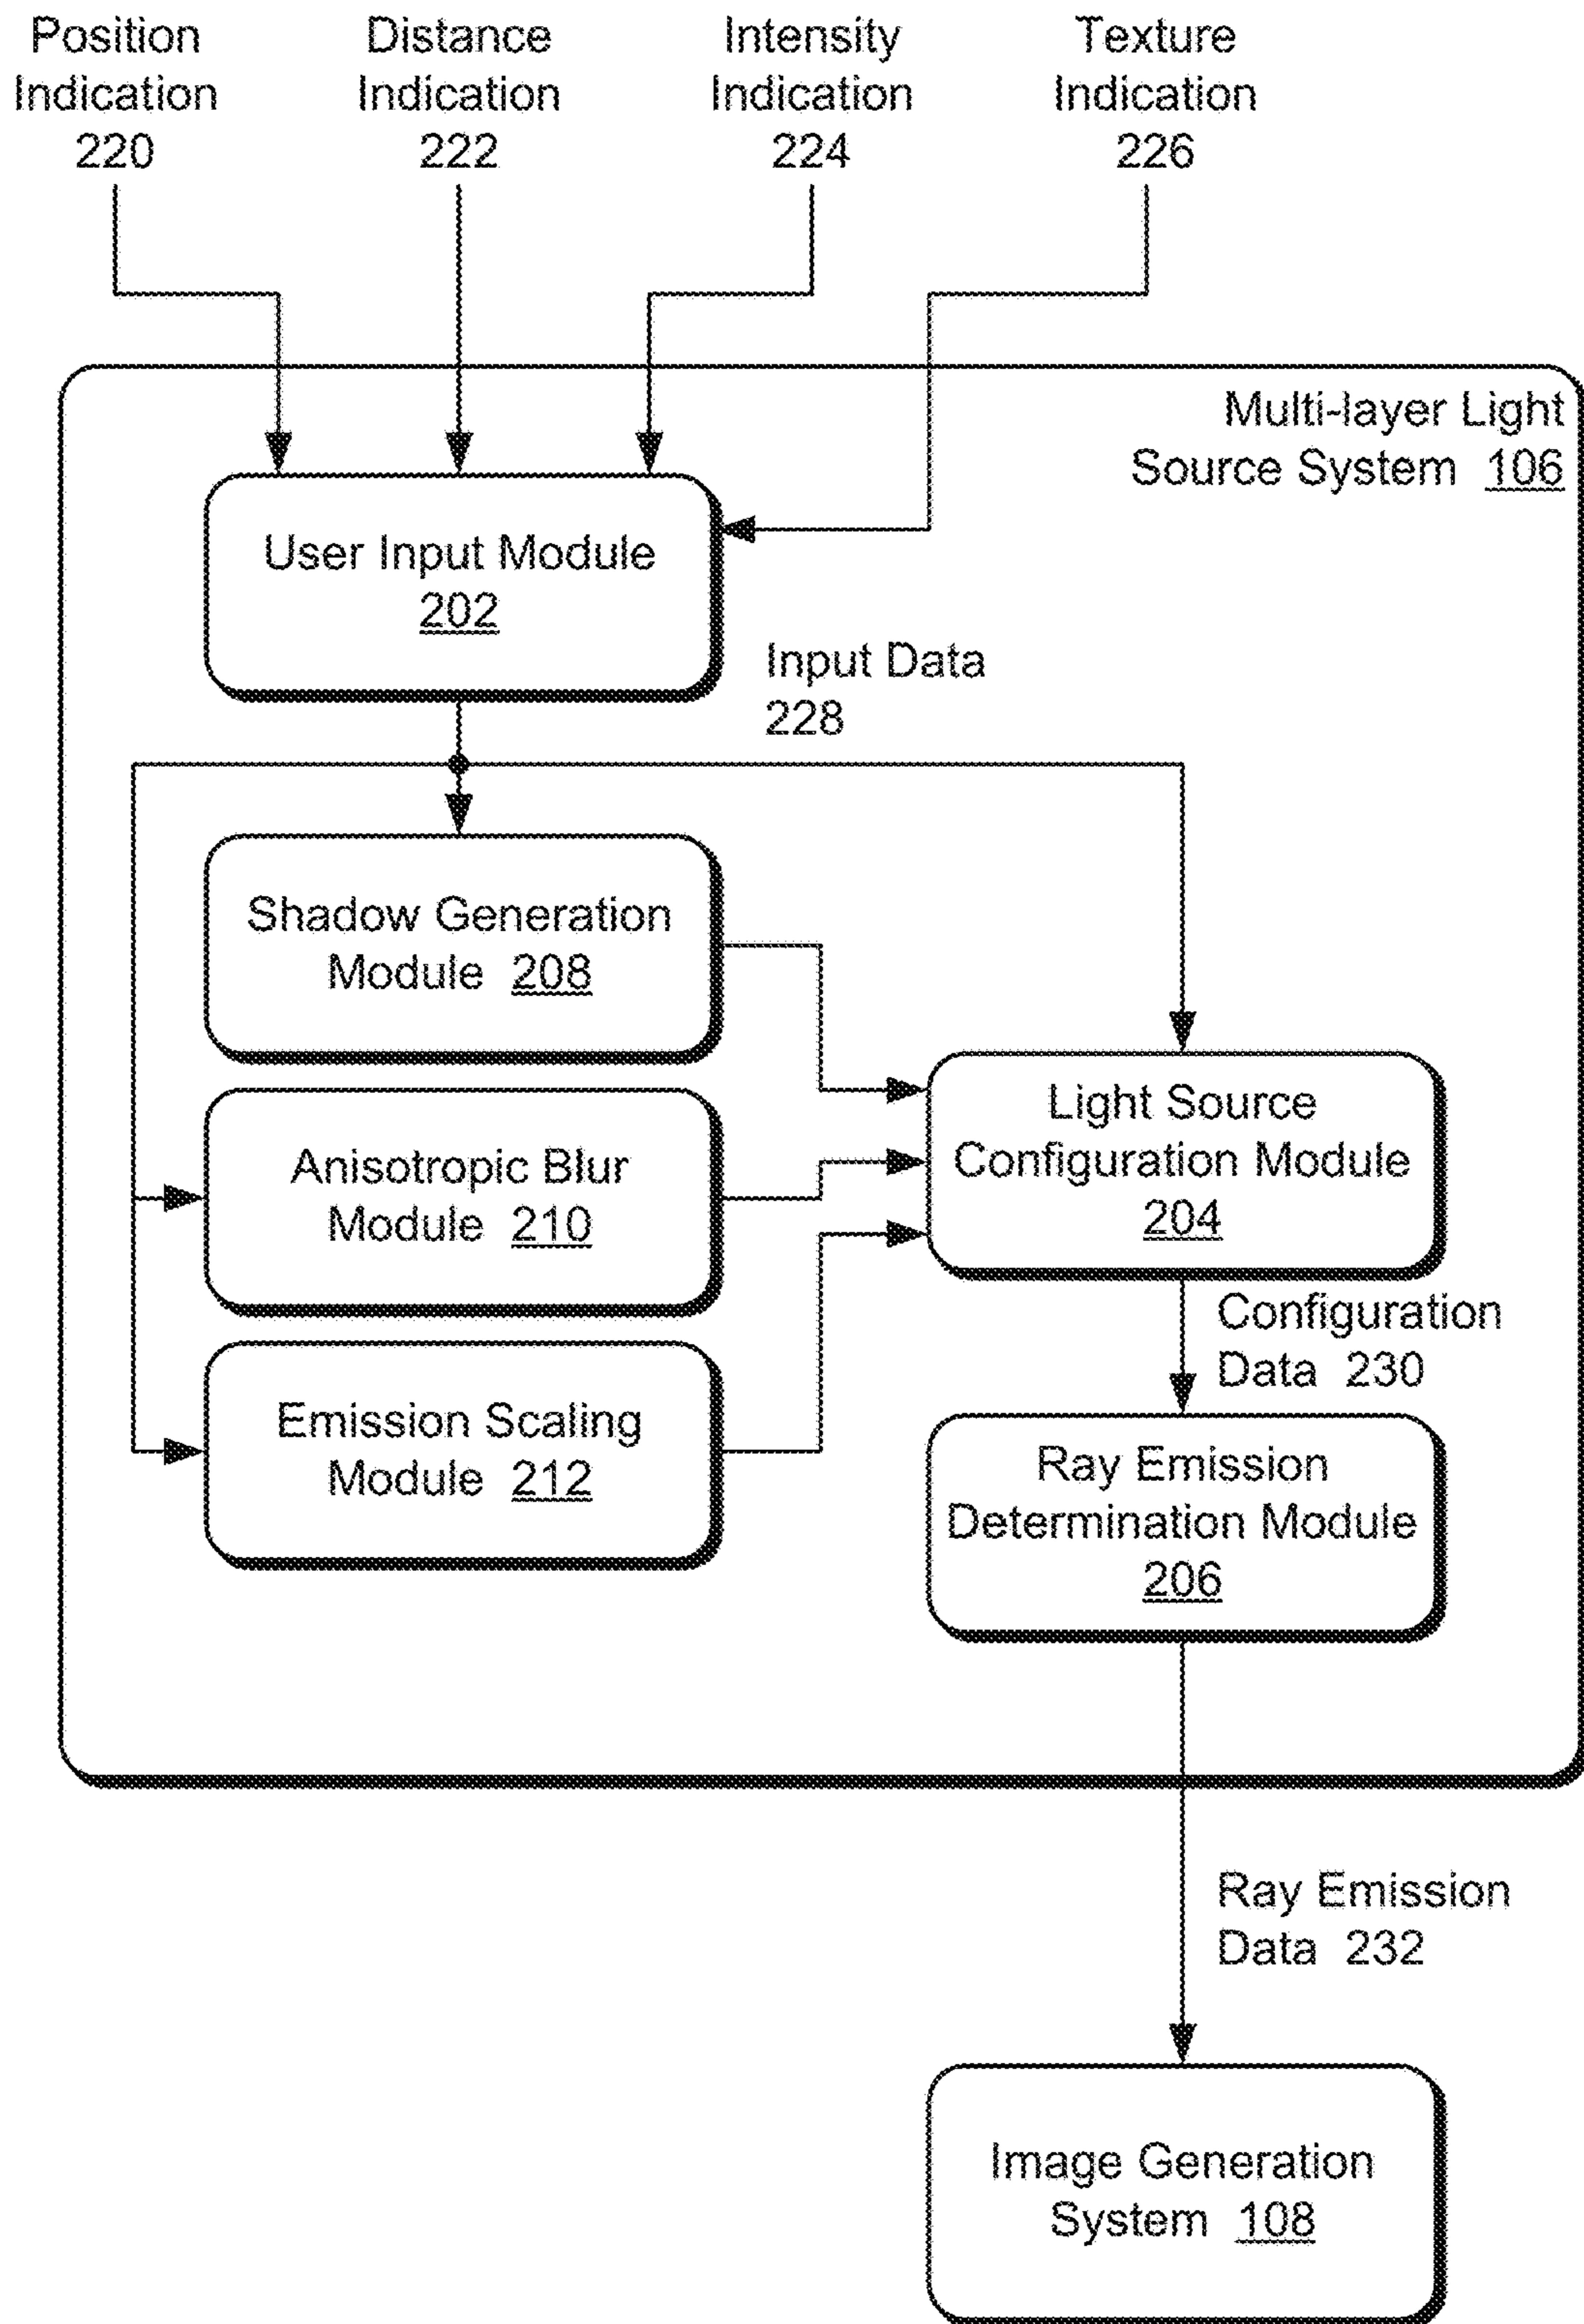 Position
Indication
220
Distance
Indication
222
Intensity
Indication
224
Texture
Indication
226
Multi-layer Light
Source System 106
User Input Module
202
Input Data
228
Shadow Generation
Module 208
Anisotropic Blur
Module 210
Emission Scaling
Module 212
Light Source
Configuration Module
204
Configuration
Data 230
Ray Emission
Determination Module
206
Ray Emission
Data 232
Image Generation
System 108